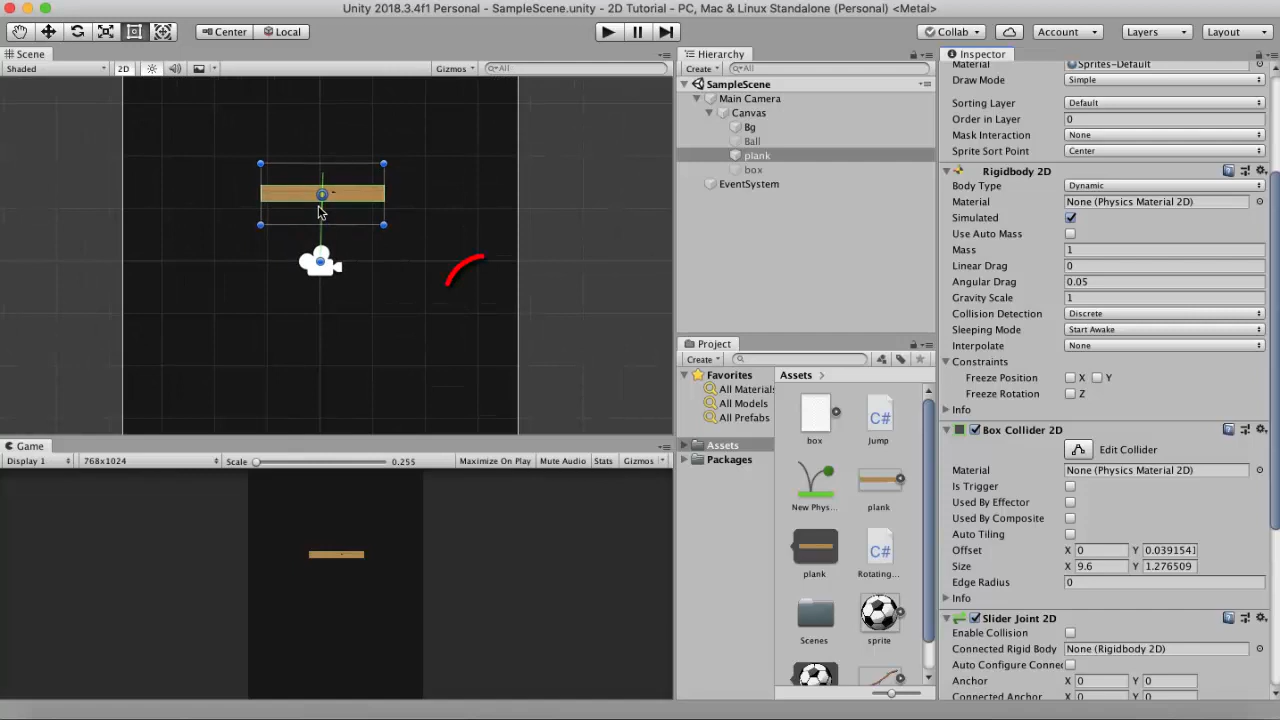 Unity 2018.3.4f1 Personal - SampleScene.unity - 2D Tutorial - PC, Mac & Linux Standalone (Personal) <Metal>
Center Local Collab Account Layers Layout
Scene
Shaded 2D Gizmos All
Hierarchy
Create All
SampleScene
Main Camera
Canvas
Bg
Ball
plank
box
EventSystem
Project
Create
Favorites
All Materials
All Models
All Prefabs
Assets
Packages
Assets
box Jump
New Phys... plank
plank Rotating...
Scenes sprite
C#
C#
Game
Display 1 768x1024 Scale 0.255 Maximize On Play Mute Audio Stats Gizmos
Inspector
Material Sprites-Default
Draw Mode Simple
Sorting Layer Default
Order in Layer 0
Mask Interaction None
Sprite Sort Point Center
Rigidbody 2D
Body Type Dynamic
Material None (Physics Material 2D)
Simulated
Use Auto Mass
Mass 1
Linear Drag 0
Angular Drag 0.05
Gravity Scale 1
Collision Detection Discrete
Sleeping Mode Start Awake
Interpolate None
Constraints
Freeze Position X Y
Freeze Rotation Z
Info
Box Collider 2D
Edit Collider
Material None (Physics Material 2D)
Is Trigger
Used By Effector
Used By Composite
Auto Tiling
Offset X 0 Y 0.0391541
Size X 9.6 Y 1.276509
Edge Radius 0
Info
Slider Joint 2D
Enable Collision
Connected Rigid Body None (Rigidbody 2D)
Auto Configure Connec
Anchor X 0 Y 0
Connected Anchor X 0 Y 0